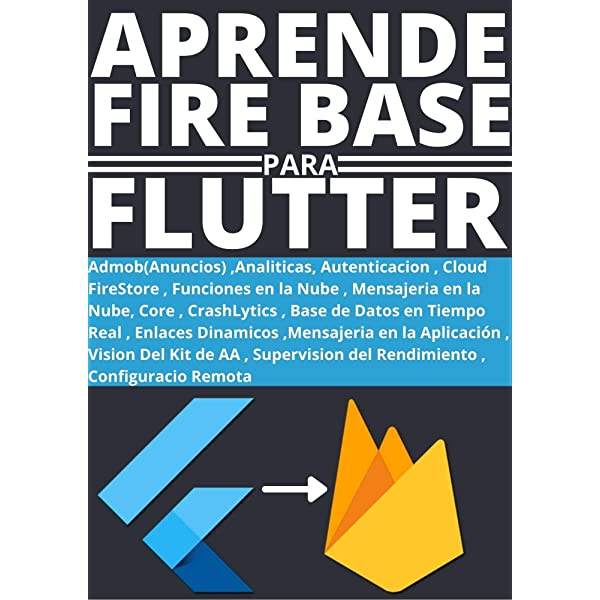 APRENDE
FIRE BASE
PARA
FLUTTER
Admob(Anuncios) ,Analiticas, Autenticacion , Cloud
FireStore , Funciones en la Nube , Mensajeria en la
Nube, Core , CrashLytics , Base de Datos en Tiempo
Real , Enlaces Dinamicos ,Mensajeria en la Aplicación ,
Vision Del Kit de AA , Supervision del Rendimiento ,
Configuracio Remota